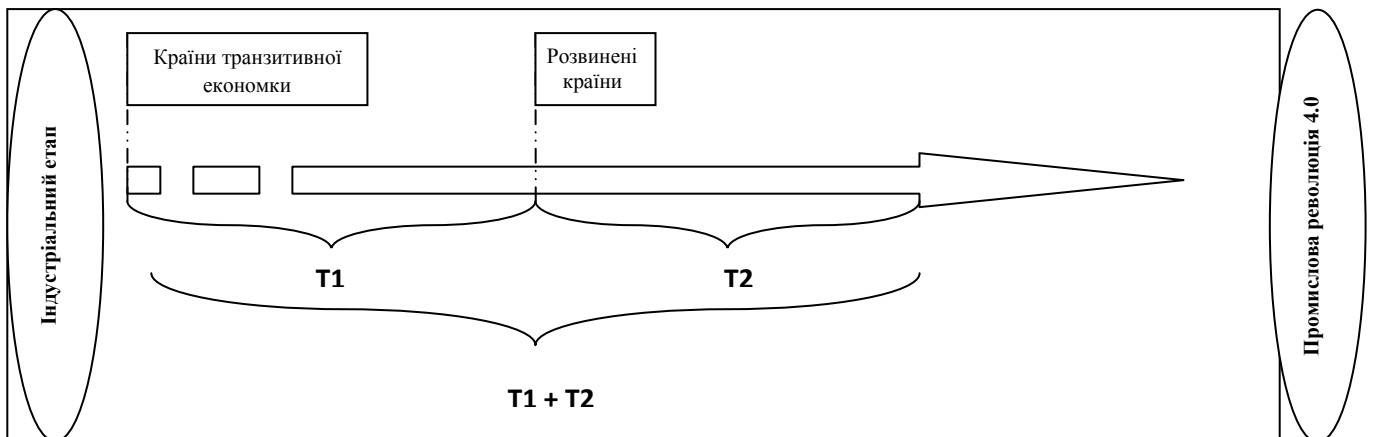 Індустріальний етап
Країни транзитивної
економки
Розвинені
країни
Т1
Т2
Т1 + Т2
Промислова революція 4.0